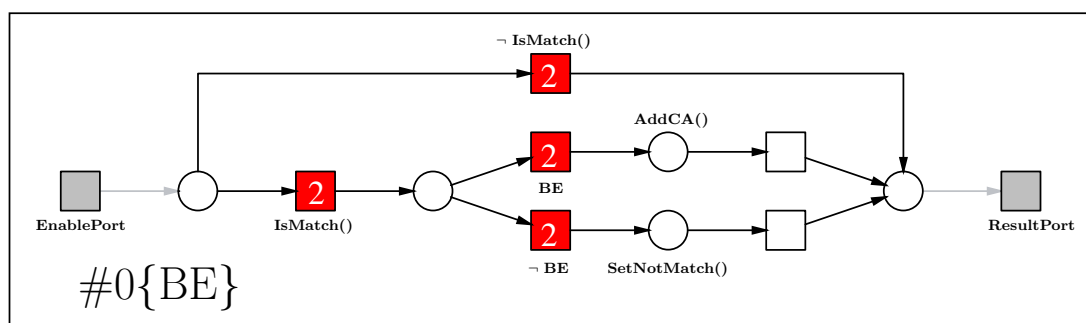 ¬ IsMatch()
2
AddCA()
2
BE
2
EnablePort
IsMatch()
2
¬ BE
SetNotMatch()
ResultPort
#0{BE}